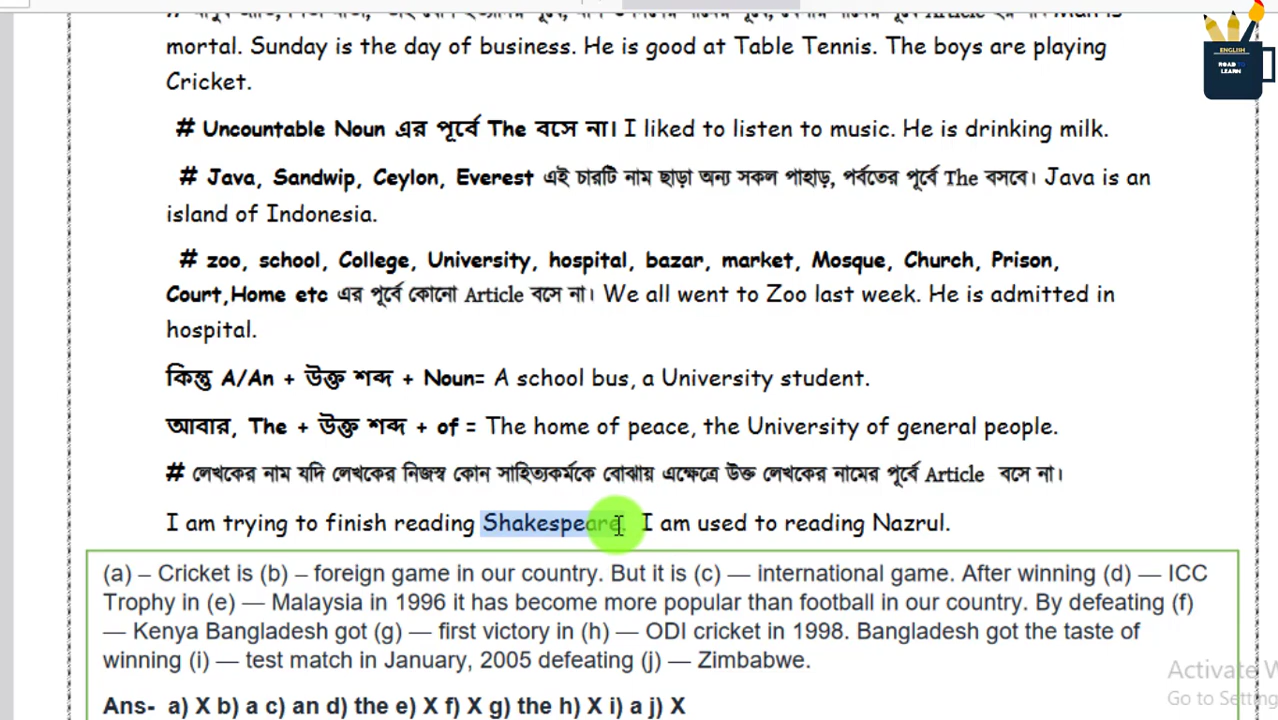 mortal. Sunday is the day of business. He is good at Table Tennis. The boys are playing
Cricket.
# Uncountable Noun এর পূর্বে The বসে না। I liked to listen to music. He is drinking milk.
# Java, Sandwip, Ceylon, Everest এই চারটি নাম ছাড়া অন্য সকল পাহাড়, পর্বতের পূর্বে The বসবে। Java is an
island of Indonesia.
# zoo, school, College, University, hospital, bazar, market, Mosque, Church, Prison,
Court,Home etc এর পূর্বে কোনো Article বসে না। We all went to Zoo last week. He is admitted in
hospital.
কিন্তু A/An + উক্ত শব্দ + Noun= A school bus, a University student.
আবার, The + উক্ত শব্দ + of = The home of peace, the University of general people.
# লেখকের নাম যদি লেখকের নিজস্ব কোন সাহিত্যকর্মকে বোঝায় এক্ষেত্রে উক্ত লেখকের নামের পূর্বে Article বসে না।
I am trying to finish reading Shakespeare. I am used to reading Nazrul.
(a) – Cricket is (b) – foreign game in our country. But it is (c) — international game. After winning (d) — ICC
Trophy in (e) — Malaysia in 1996 it has become more popular than football in our country. By defeating (f)
— Kenya Bangladesh got (g) — first victory in (h) — ODI cricket in 1998. Bangladesh got the taste of
winning (i) — test match in January, 2005 defeating (j) — Zimbabwe.
Ans- a) X b) a c) an d) the e) X f) X g) the h) X i) a j) X
ENGLISH
ROAD TO
LEARN
Activate
Go to Setting